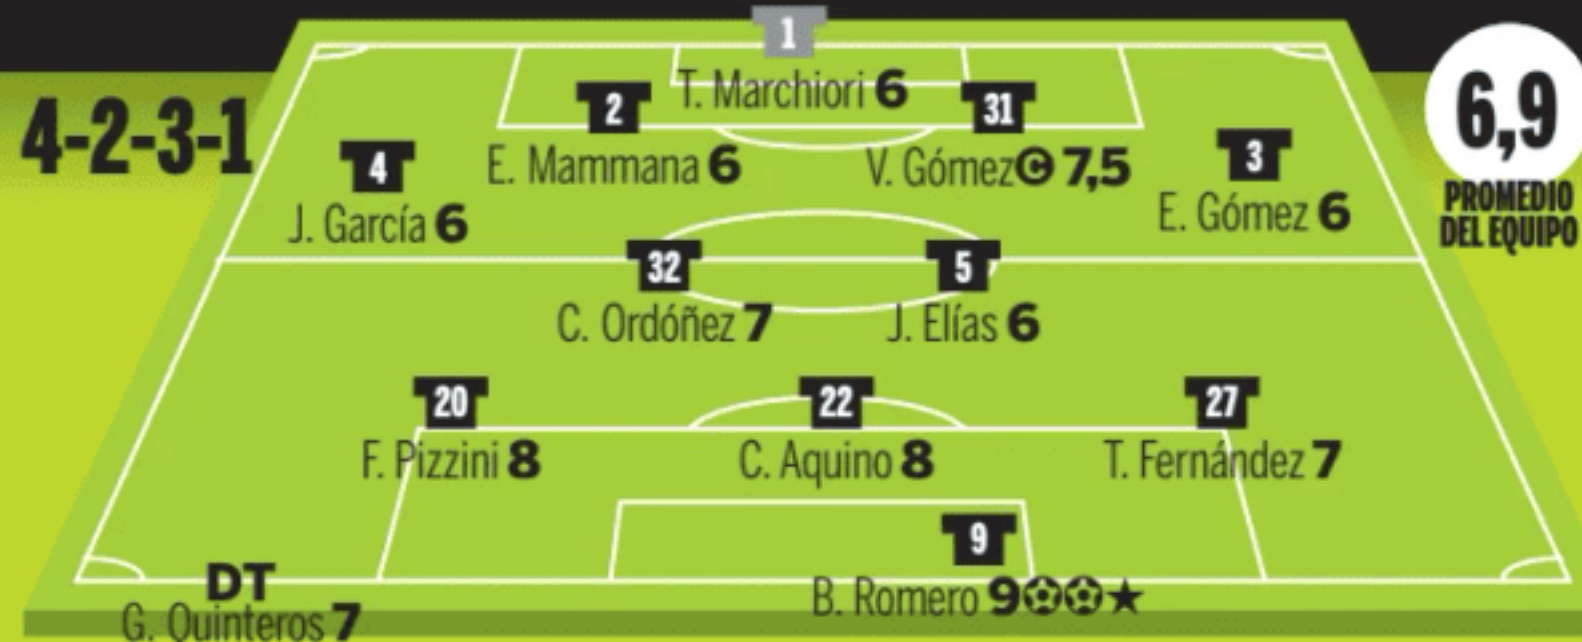 1
T. Marchiori 6
4-2-3-1
6,9
PROMEDIO
DEL EQUIPO
2
E. Mammana 6
31
V. Gómez© 7,5
4
J. García 6
3
E. Gómez 6
32
C. Ordóñez 7
5
J. Elías 6
20
F. Pizzini 8
22
C. Aquino 8
27
T. Fernández 7
9
B. Romero 9⚽⚽★
DT
G. Quinteros 7